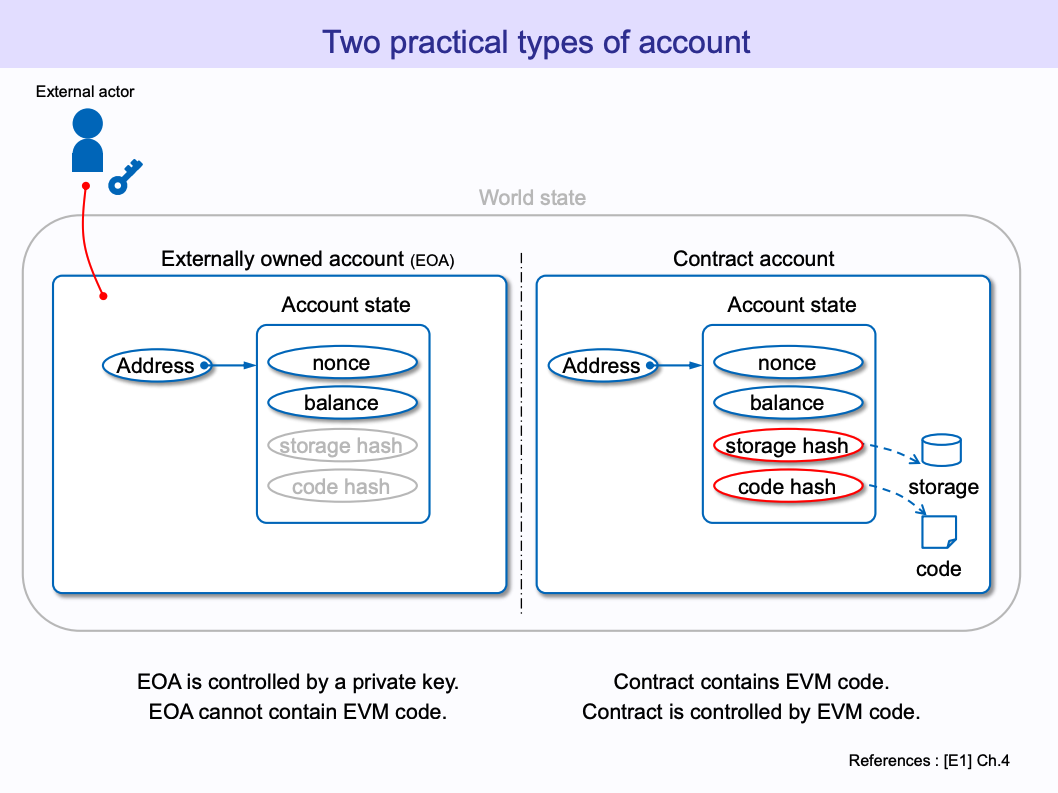 Two practical types of account
External actor
World state
Externally owned account (EOA)
Account state
Address
nonce
balance
storage hash
code hash
Contract account
Account state
Address
nonce
balance
storage hash
code hash
storage
code
EOA is controlled by a private key.
EOA cannot contain EVM code.
Contract contains EVM code.
Contract is controlled by EVM code.
References : [E1] Ch.4